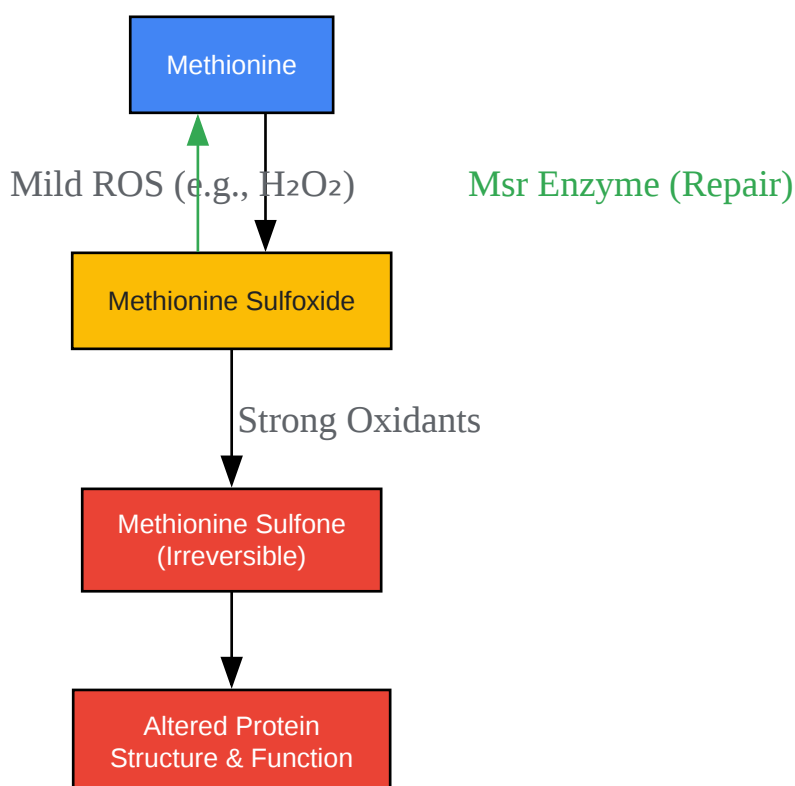 Methionine
Mild ROS (e.g., H₂O₂)
Msr Enzyme (Repair)
Methionine Sulfoxide
Strong Oxidants
Methionine Sulfone
(Irreversible)
Altered Protein
Structure & Function